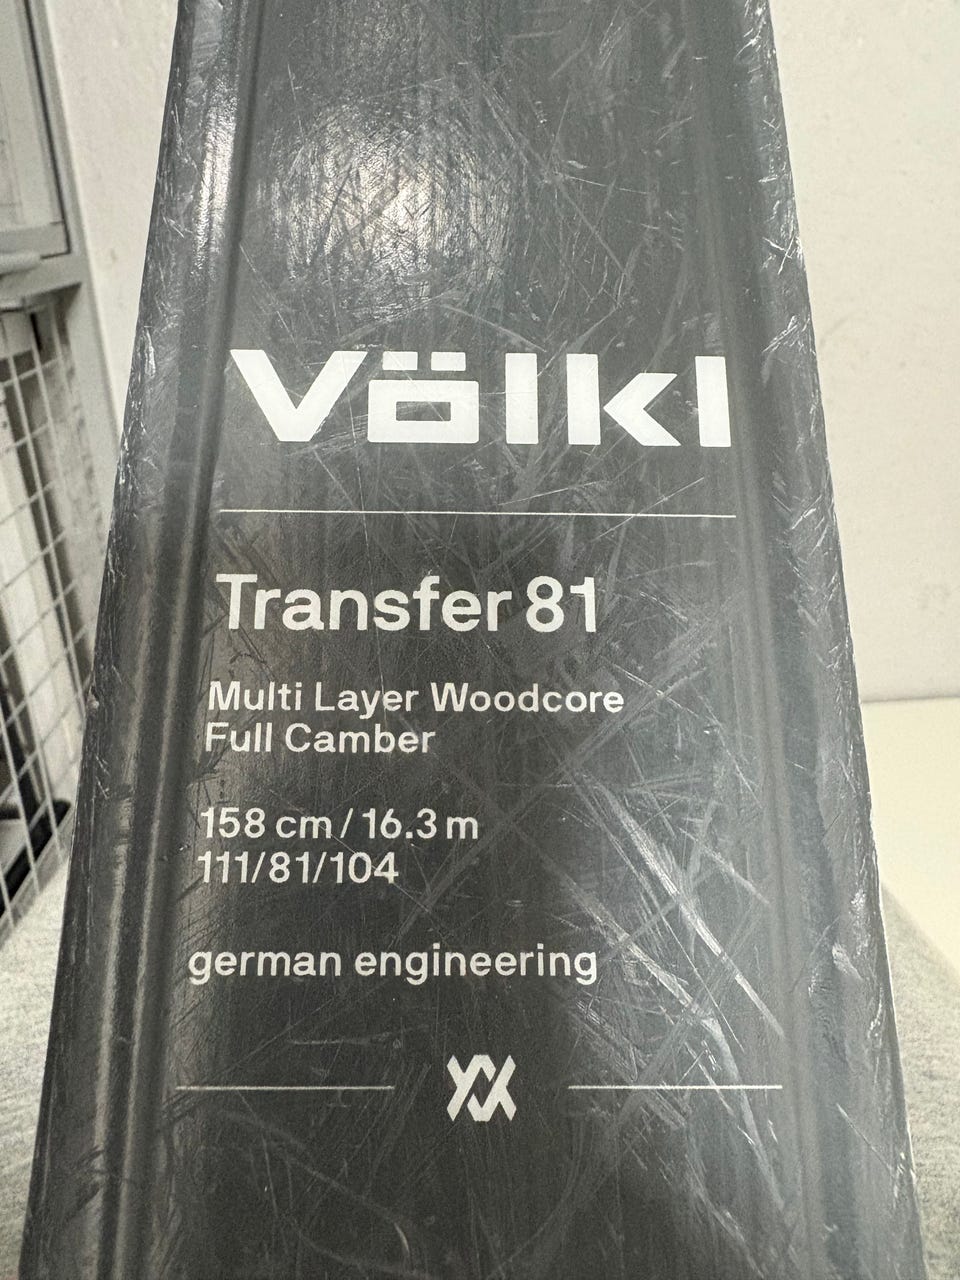 Völkl
Transfer 81
Multi Layer Woodcore
Full Camber
158 cm / 16.3 m
111/81/104
german engineering